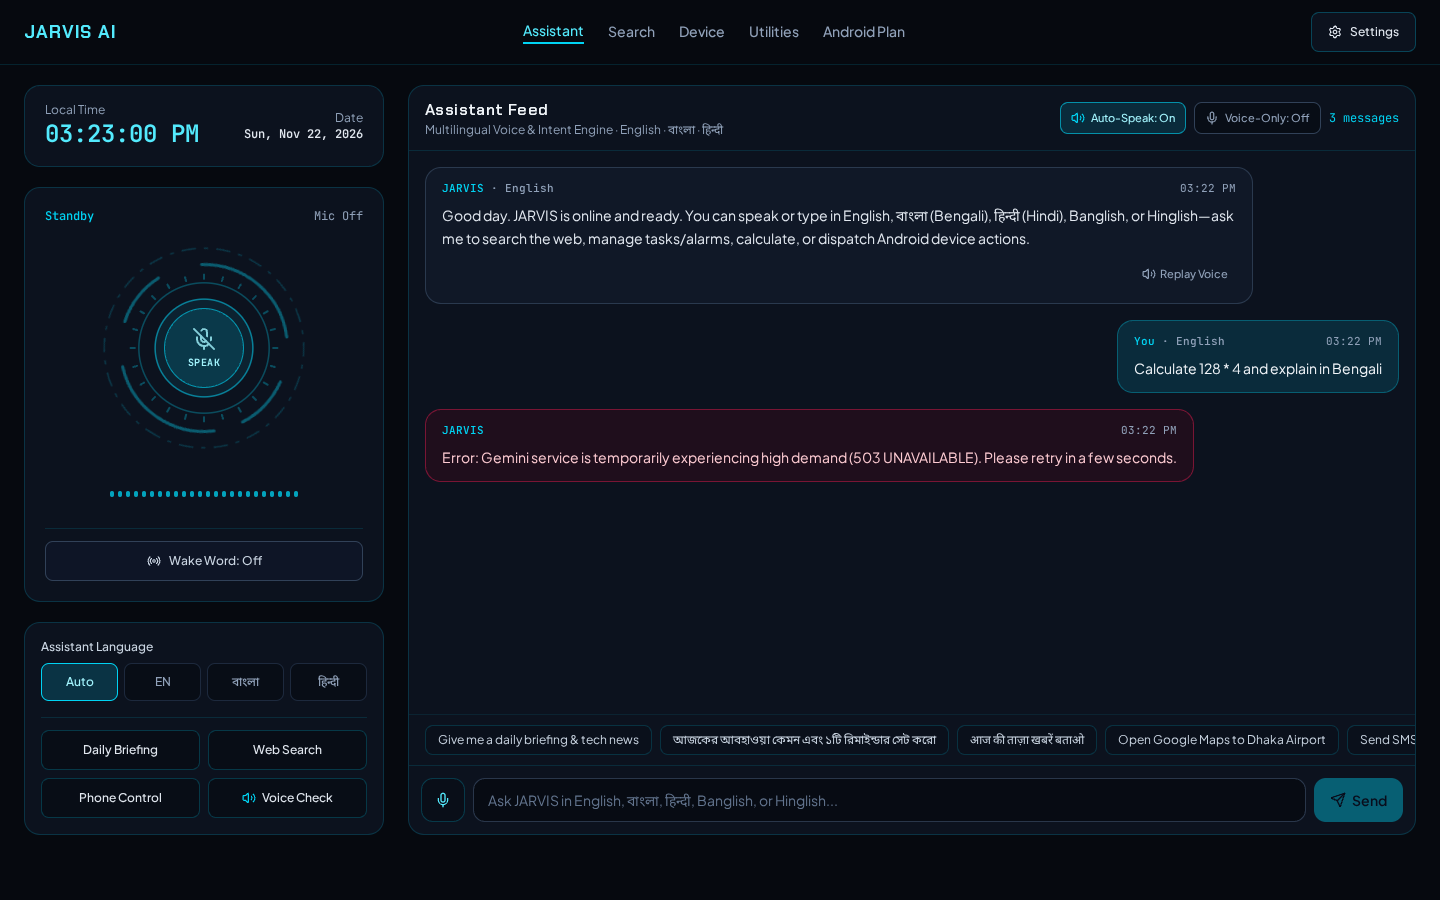 JARVIS AI
Assistant
Search
Device
Utilities
Android Plan
Settings
Local Time
03:23:00 PM
Date
Sun, Nov 22, 2026
Standby
Mic Off
SPEAK
Wake Word: Off
Assistant Language
Auto
EN
বাংলা
हिन्दी
Daily Briefing
Web Search
Phone Control
Voice Check
Assistant Feed
Multilingual Voice & Intent Engine · English · বাংলা · हिन्दी
Auto-Speak: On
Voice-Only: Off
3 messages
JARVIS · English
03:22 PM
Good day. JARVIS is online and ready. You can speak or type in English, বাংলা (Bengali), हिन्दी (Hindi), Banglish, or Hinglish—ask
me to search the web, manage tasks/alarms, calculate, or dispatch Android device actions.
Replay Voice
You · English
03:22 PM
Calculate 128 * 4 and explain in Bengali
JARVIS
03:22 PM
Error: Gemini service is temporarily experiencing high demand (503 UNAVAILABLE). Please retry in a few seconds.
Give me a daily briefing & tech news
আজকের আবহাওয়া কেমন এবং ১টি রিমাইন্ডার সেট করো
आज की ताज़ा खबरें बताओ
Open Google Maps to Dhaka Airport
Send SMS
Ask JARVIS in English, বাংলা, हिन्दी, Banglish, or Hinglish...
Send